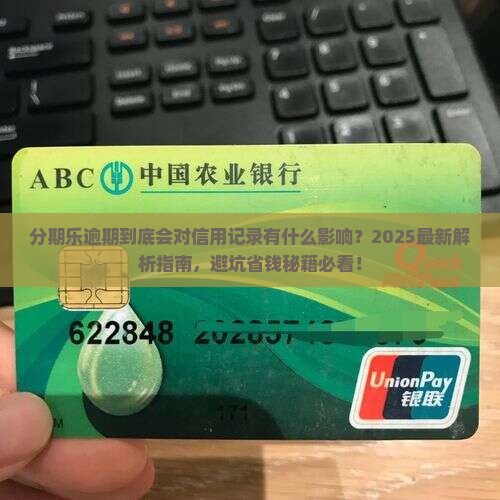 ABC 中国农业银行
分期乐逾期到底会对信用记录有什么影响？2025最新解
析指南，避坑省钱秘籍必看！
622848
171
UnionPay
银联